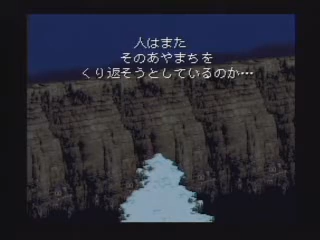 人はまた
そのあやまちを
くり返そうとしているのか…